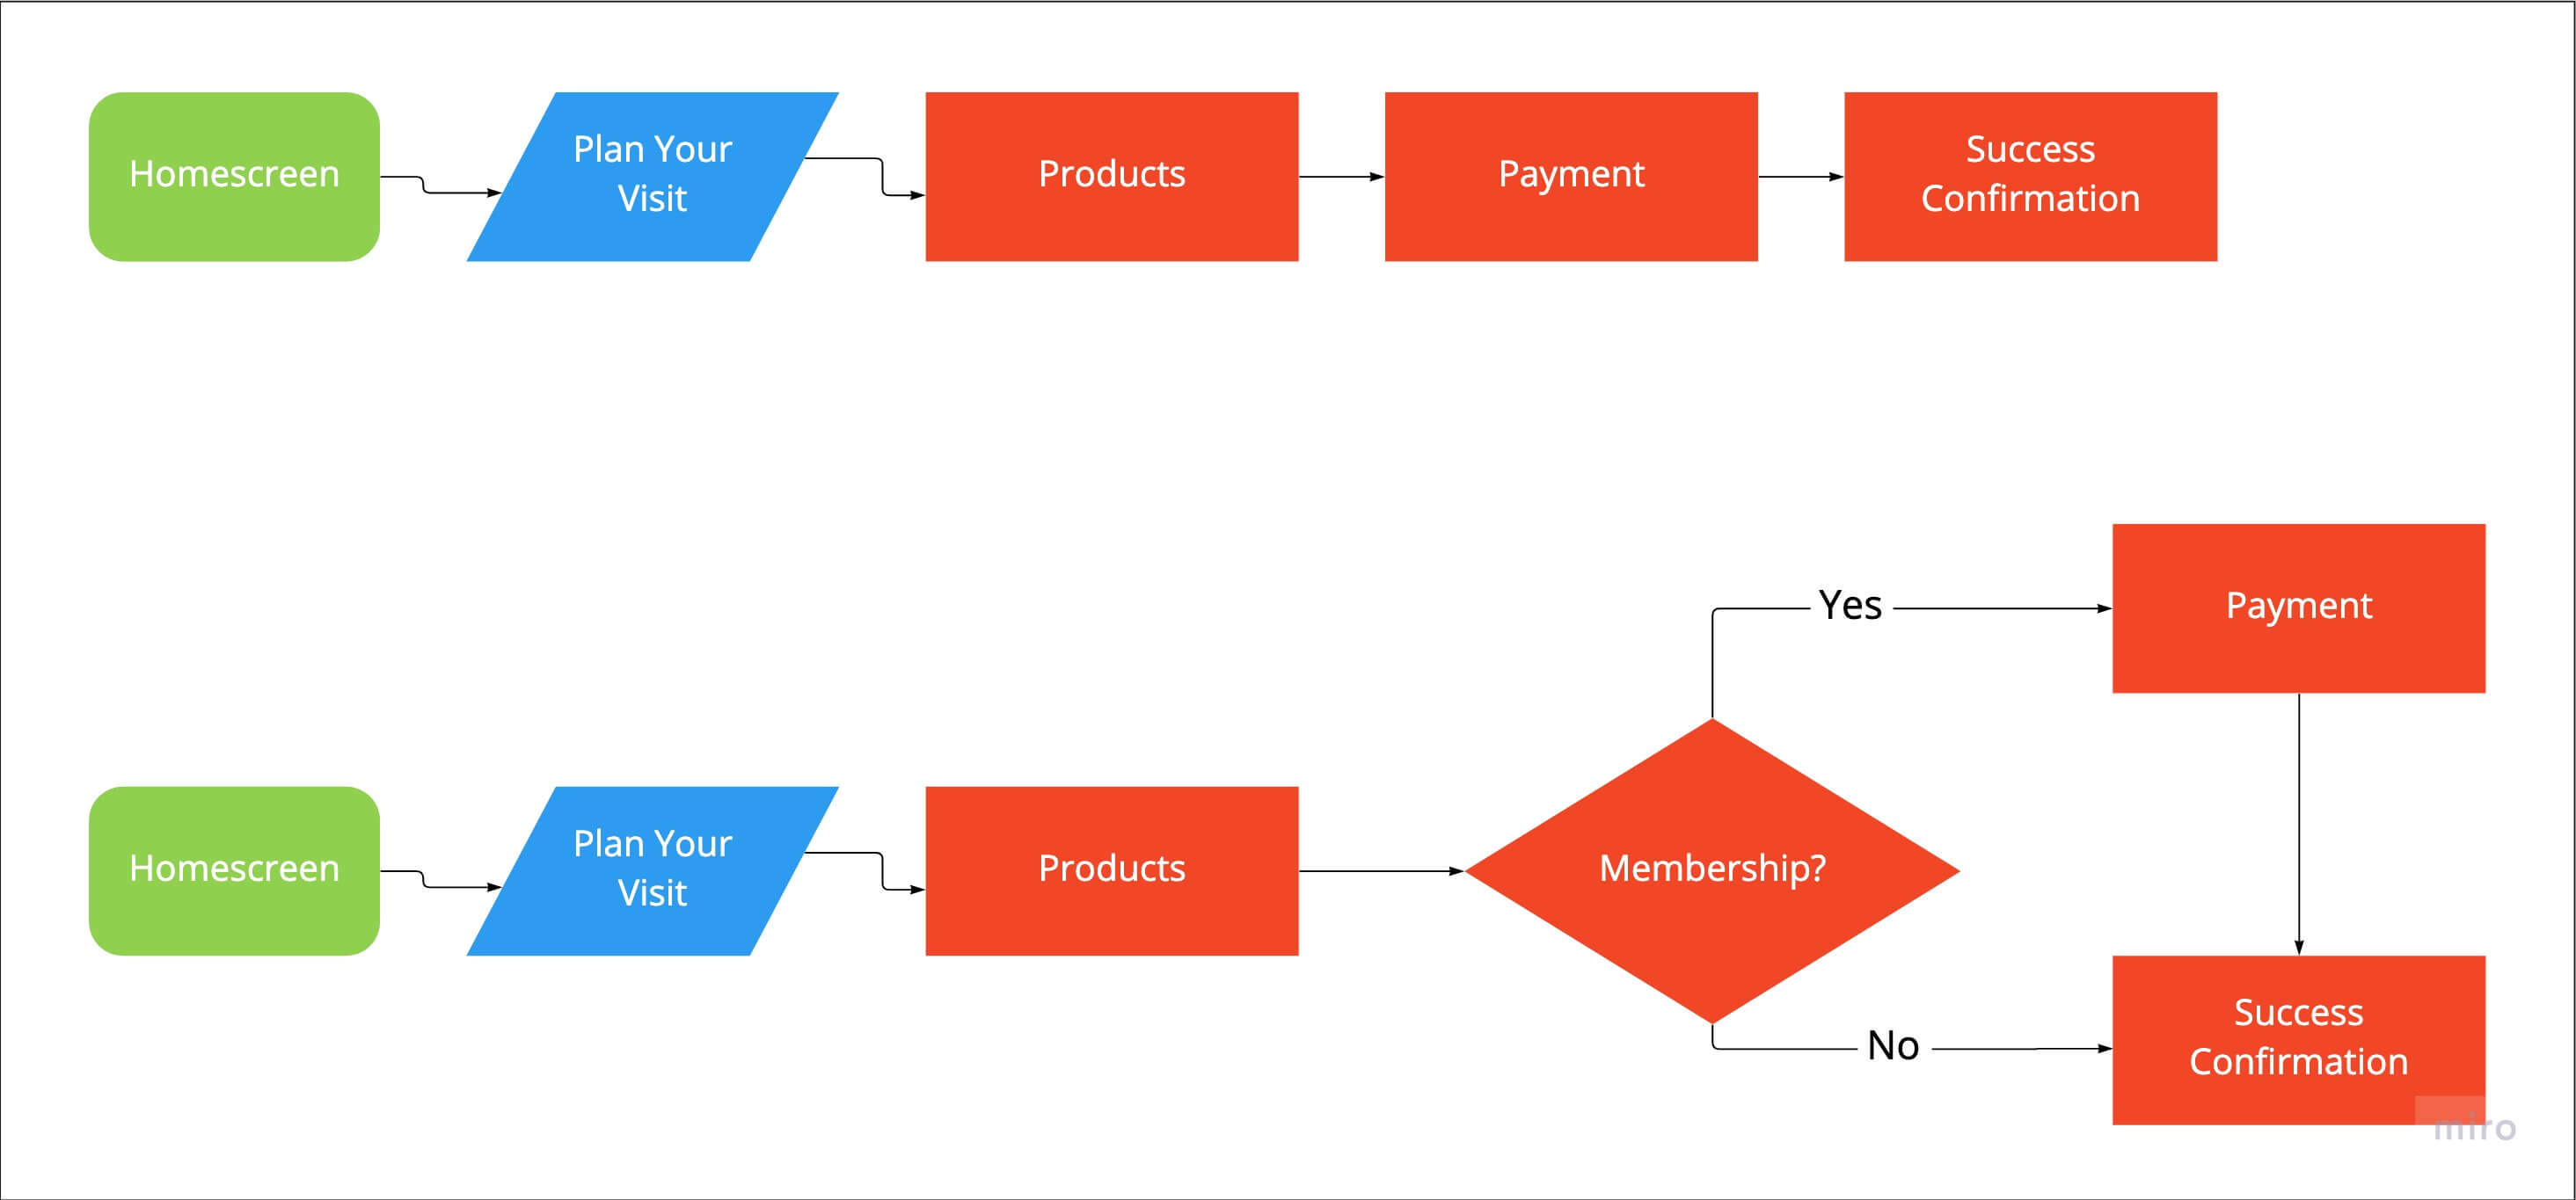 Homescreen
Plan Your
Visit
Products
Payment
Success
Confirmation
Yes
Payment
Homescreen
Plan Your
Visit
Products
Membership?
No
Success
Confirmation
miro